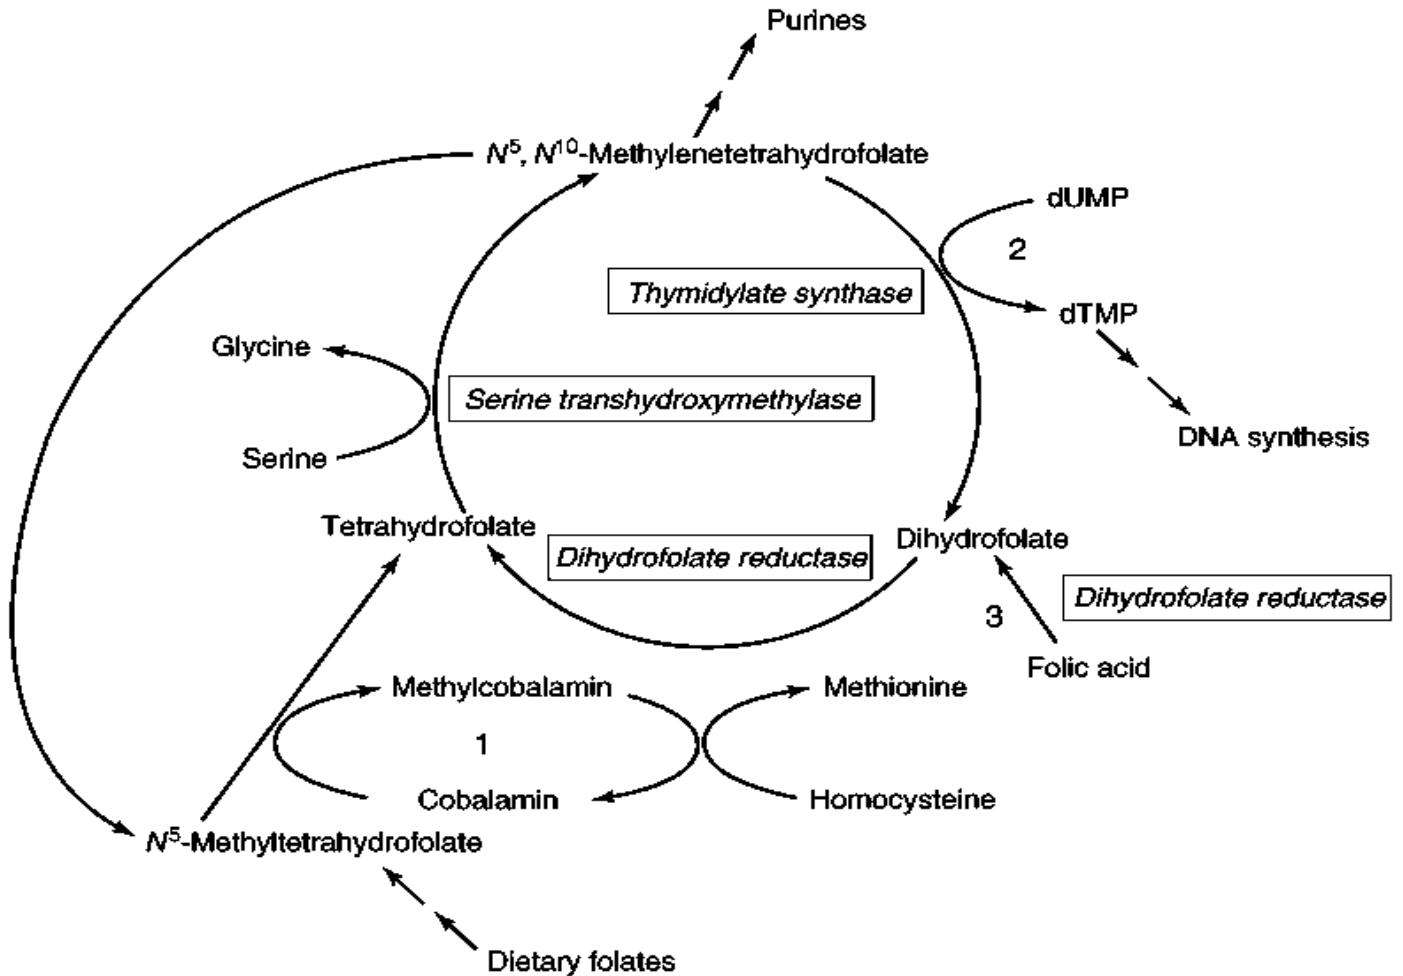 Purines
N⁵, N¹⁰-Methylenetetrahydrofolate
dUMP
2
Thymidylate synthase
dTMP
Glycine
Serine transhydroxymethylase
DNA synthesis
Serine
Tetrahydrofolate
Dihydrofolate reductase
Dihydrofolate
Dihydrofolate reductase
3
Folic acid
Methylcobalamin
Methionine
1
Cobalamin
Homocysteine
N⁵-Methyltetrahydrofolate
Dietary folates